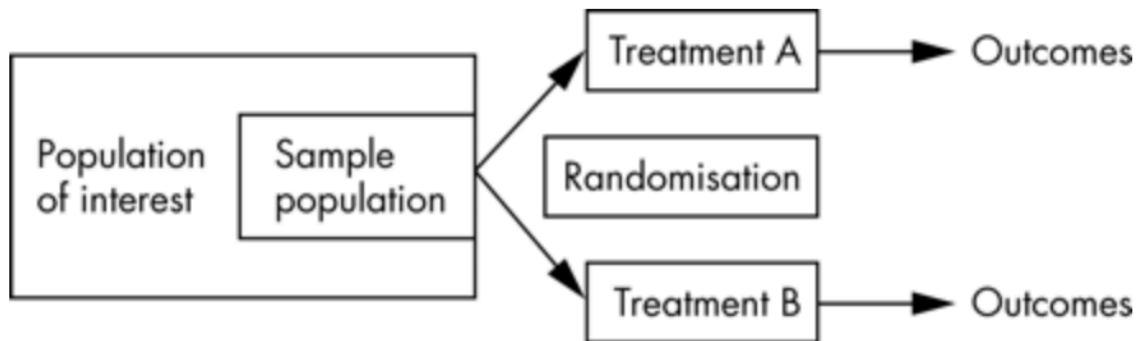 Treatment A
Outcomes
Population
of interest
Sample
population
Randomisation
Treatment B
Outcomes